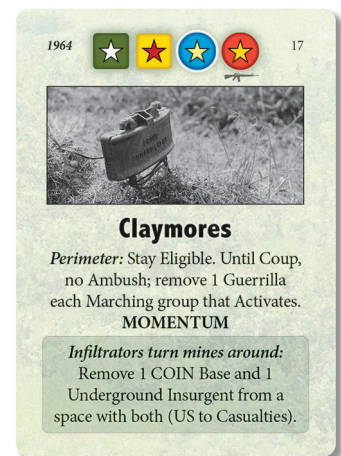 1964 17
Claymores
Perimeter: Stay Eligible. Until Coup,
no Ambush; remove 1 Guerrilla
each Marching group that Activates.
MOMENTUM
Infiltrators turn mines around:
Remove 1 COIN Base and 1
Underground Insurgent from a
space with both (US to Casualties).